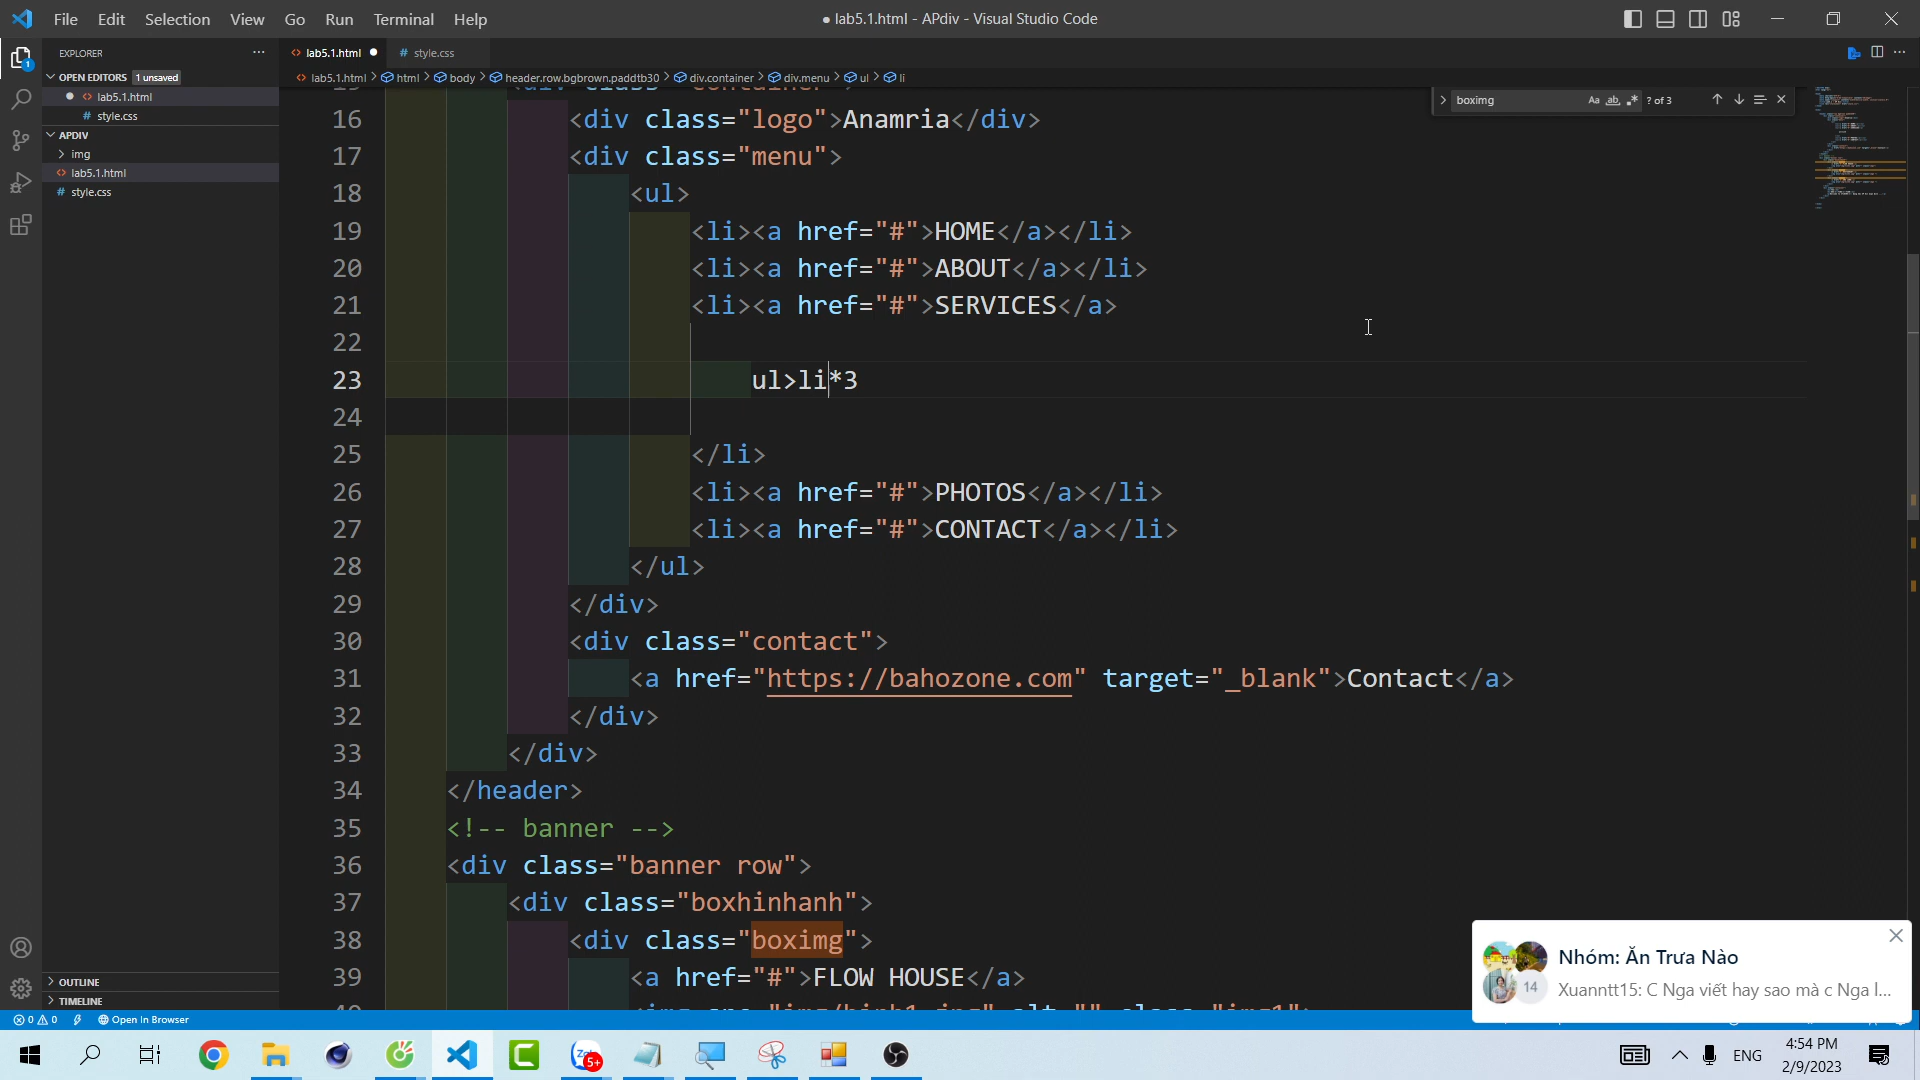 File Edit Selection View Go Run Terminal Help
● lab5.1.html - APdiv - Visual Studio Code
EXPLORER
OPEN EDITORS 1 unsaved
lab5.1.html
style.css
APDIV
img
lab5.1.html
style.css
OUTLINE
TIMELINE
lab5.1.html ● # style.css
lab5.1.html > html > body > header.row.bgbrown.paddtb30 > div.container > div.menu > ul > li
boximg Aa ab ? of 3
16 <div class="logo">Anamria</div>
17 <div class="menu">
18 <ul>
19 <li><a href="#">HOME</a></li>
20 <li><a href="#">ABOUT</a></li>
21 <li><a href="#">SERVICES</a>
22
23 ul>li*3
24
25 </li>
26 <li><a href="#">PHOTOS</a></li>
27 <li><a href="#">CONTACT</a></li>
28 </ul>
29 </div>
30 <div class="contact">
31 <a href="https://bahozone.com" target="_blank">Contact</a>
32 </div>
33 </div>
34 </header>
35 <!-- banner -->
36 <div class="banner row">
37 <div class="boxhinhanh">
38 <div class="boximg">
39 <a href="#">FLOW HOUSE</a>
Nhóm: Ăn Trưa Nào
14 Xuanntt15: C Nga viết hay sao mà c Nga l...
0 0 Open In Browser
5+
ENG
4:54 PM
2/9/2023